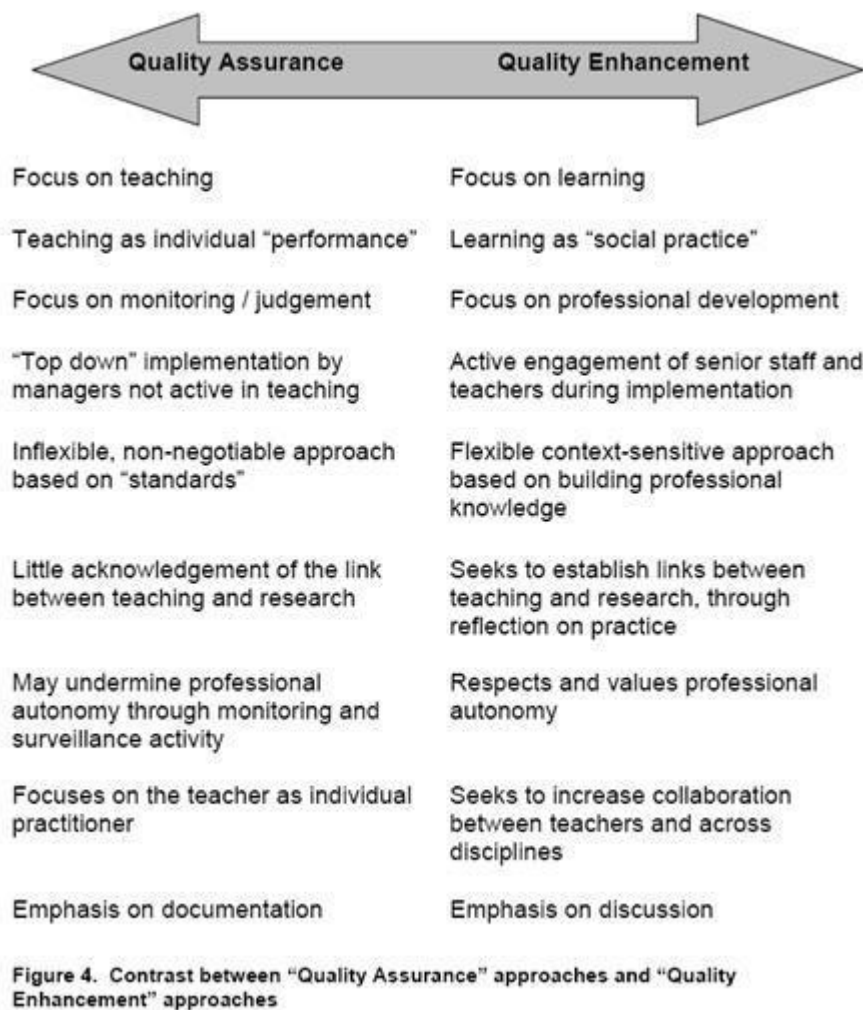 Quality Assurance Quality Enhancement
Focus on teaching Focus on learning
Teaching as individual “performance” Learning as “social practice”
Focus on monitoring / judgement Focus on professional development
“Top down” implementation by
managers not active in teaching
Active engagement of senior staff and
teachers during implementation
Inflexible, non-negotiable approach
based on “standards”
Flexible context-sensitive approach
based on building professional
knowledge
Little acknowledgement of the link
between teaching and research
Seeks to establish links between
teaching and research, through
reflection on practice
May undermine professional
autonomy through monitoring and
surveillance activity
Respects and values professional
autonomy
Focuses on the teacher as individual
practitioner
Seeks to increase collaboration
between teachers and across
disciplines
Emphasis on documentation Emphasis on discussion
Figure 4. Contrast between “Quality Assurance” approaches and “Quality
Enhancement” approaches